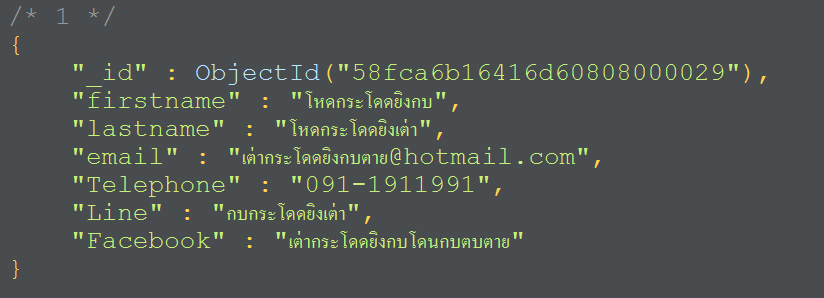 /* 1 */
{
"_id" : ObjectId("58fca6b16416d60808000029"),
"firstname" : "โหดกระโดดยิงกบ",
"lastname" : "โหดกระโดดยิงเต่า",
"email" : "เต่ากระโดดยิงกบตาย@hotmail.com",
"Telephone" : "091-1911991",
"Line" : "กบกระโดดยิงเต่า",
"Facebook" : "เต่ากระโดดยิงกบโดนกบตบตาย"
}